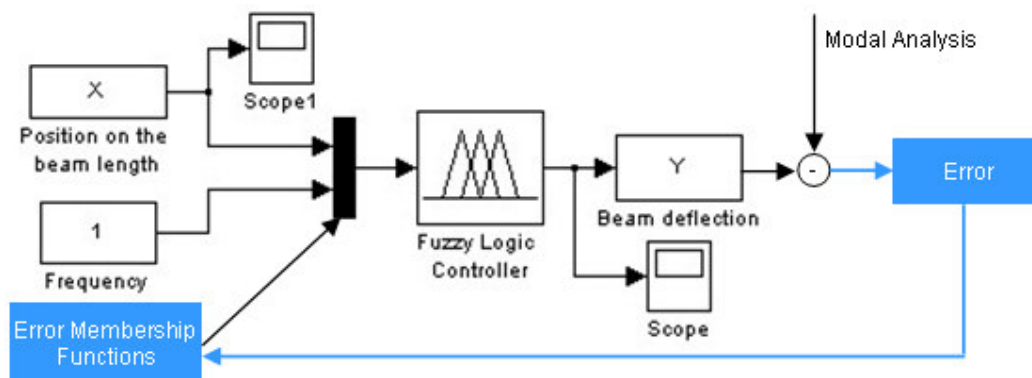 Modal Analysis
X
Scope1
Position on the
beam length
Y
-
Error
1
Beam deflection
Fuzzy Logic
Controller
Frequency
Scope
Error Membership
Functions